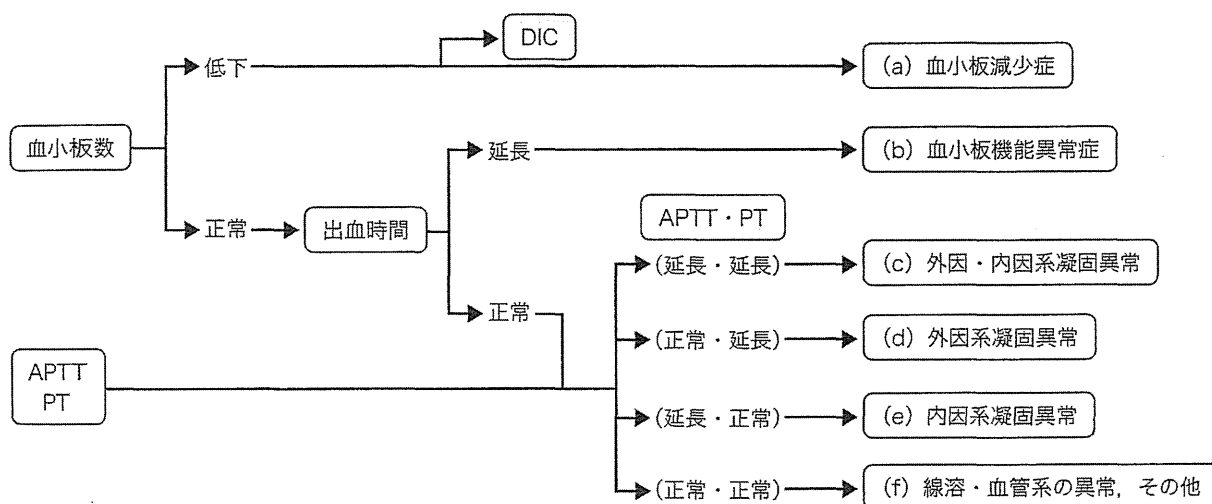 DIC
低下
(a) 血小板減少症
血小板数
延長
(b) 血小板機能異常症
正常
出血時間
APTT・PT
(延長・延長)
(c) 外因・内因系凝固異常
正常
(正常・延長)
(d) 外因系凝固異常
APTT
PT
(延長・正常)
(e) 内因系凝固異常
(正常・正常)
(f) 線溶・血管系の異常，その他